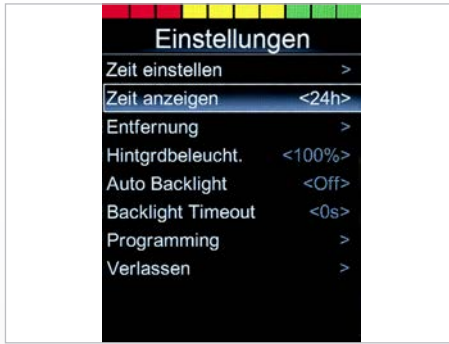 Einstellungen
Zeit einstellen >
Zeit anzeigen <24h>
Entfernung >
Hintgrdbeleucht. <100%>
Auto Backlight <Off>
Backlight Timeout <0s>
Programming >
Verlassen >